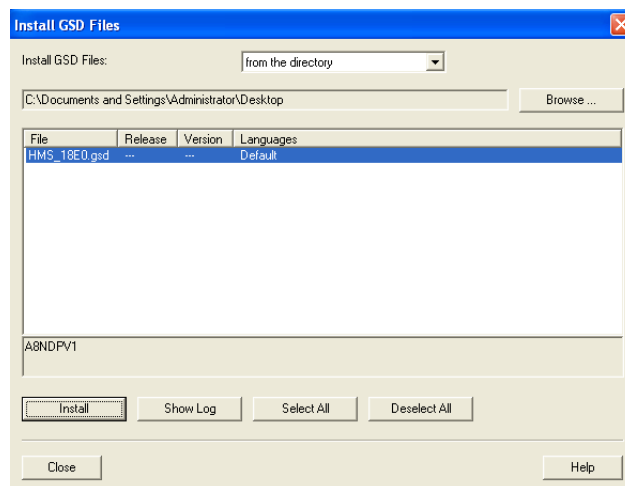 Install GSD Files
Install GSD Files: from the directory
C:\Documents and Settings\Administrator\Desktop Browse ...
File Release Version Languages
HMS_18E0.gsd --- --- Default
A8NDPV1
Install Show Log Select All Deselect All
Close Help